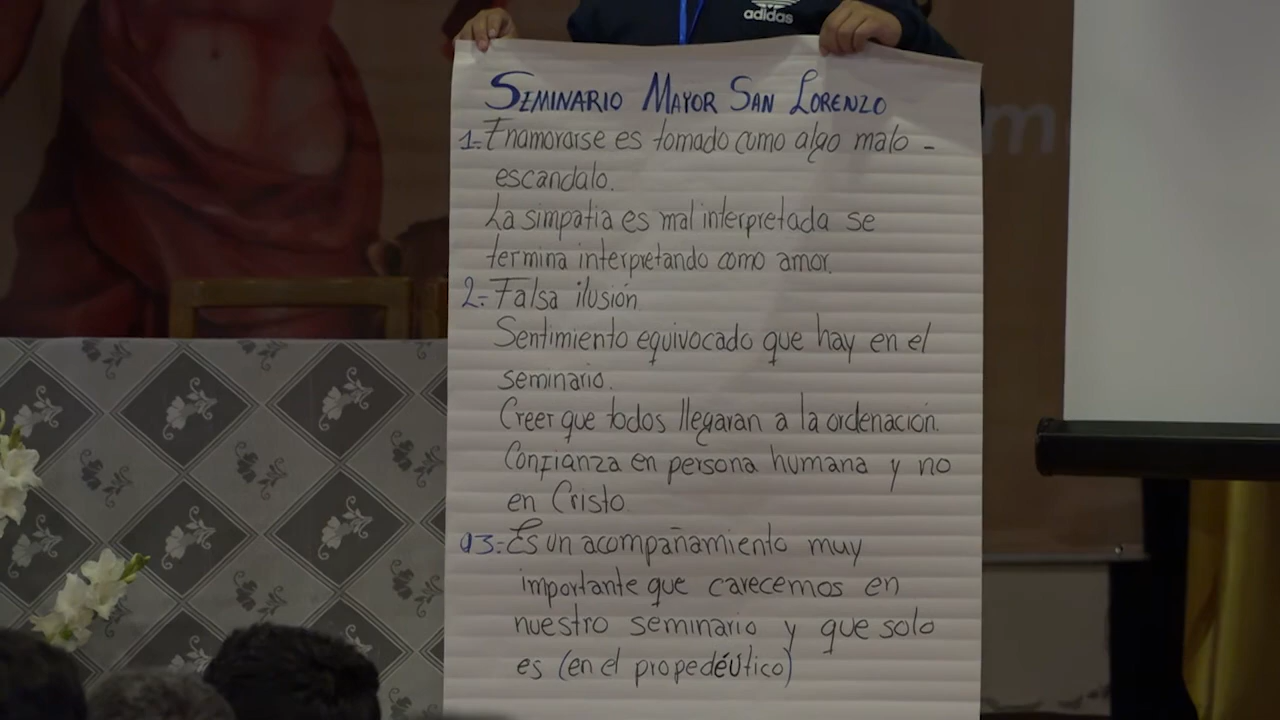 adidas
SEMINARIO MAYOR SAN LORENZO
1.- Enamorarse es tomado como algo malo -
escandalo.
La simpatia es mal interpretada se
termina interpretando como amor.
2.- Falsa ilusión
Sentimiento equivocado que hay en el
seminario.
Creer que todos llegaran a la ordenación.
Confianza en persona humana y no
en Cristo
3.- Es un acompañamiento muy
importante que carecemos en
nuestro seminario y que solo
es (en el propedéutico)